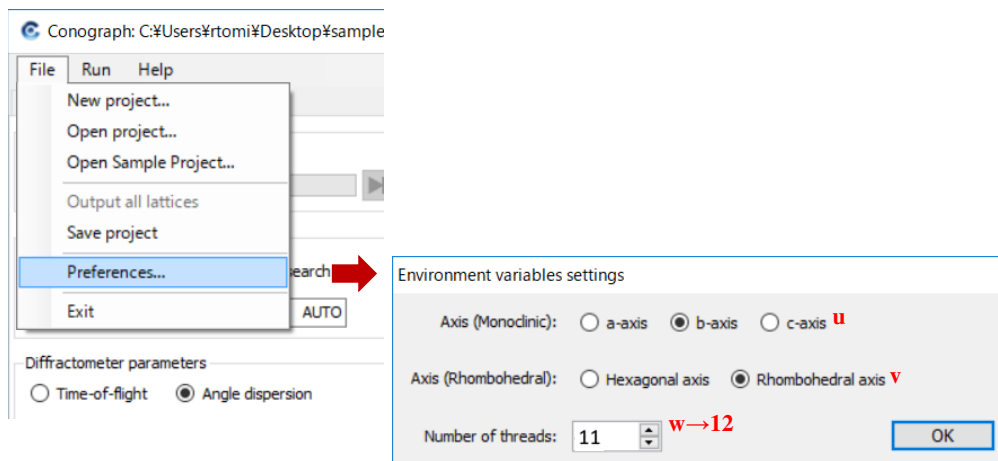 Conograph: C:¥Users¥rtomi¥Desktop¥sample
File Run Help
New project...
Open project...
Open Sample Project...
Output all lattices
Save project
Preferences...
earch
Exit
AUTO
Diffractometer parameters
Time-of-flight Angle dispersion
Environment variables settings
Axis (Monoclinic): a-axis b-axis c-axis u
Axis (Rhombohedral): Hexagonal axis Rhombohedral axis v
Number of threads: 11 w→12
OK